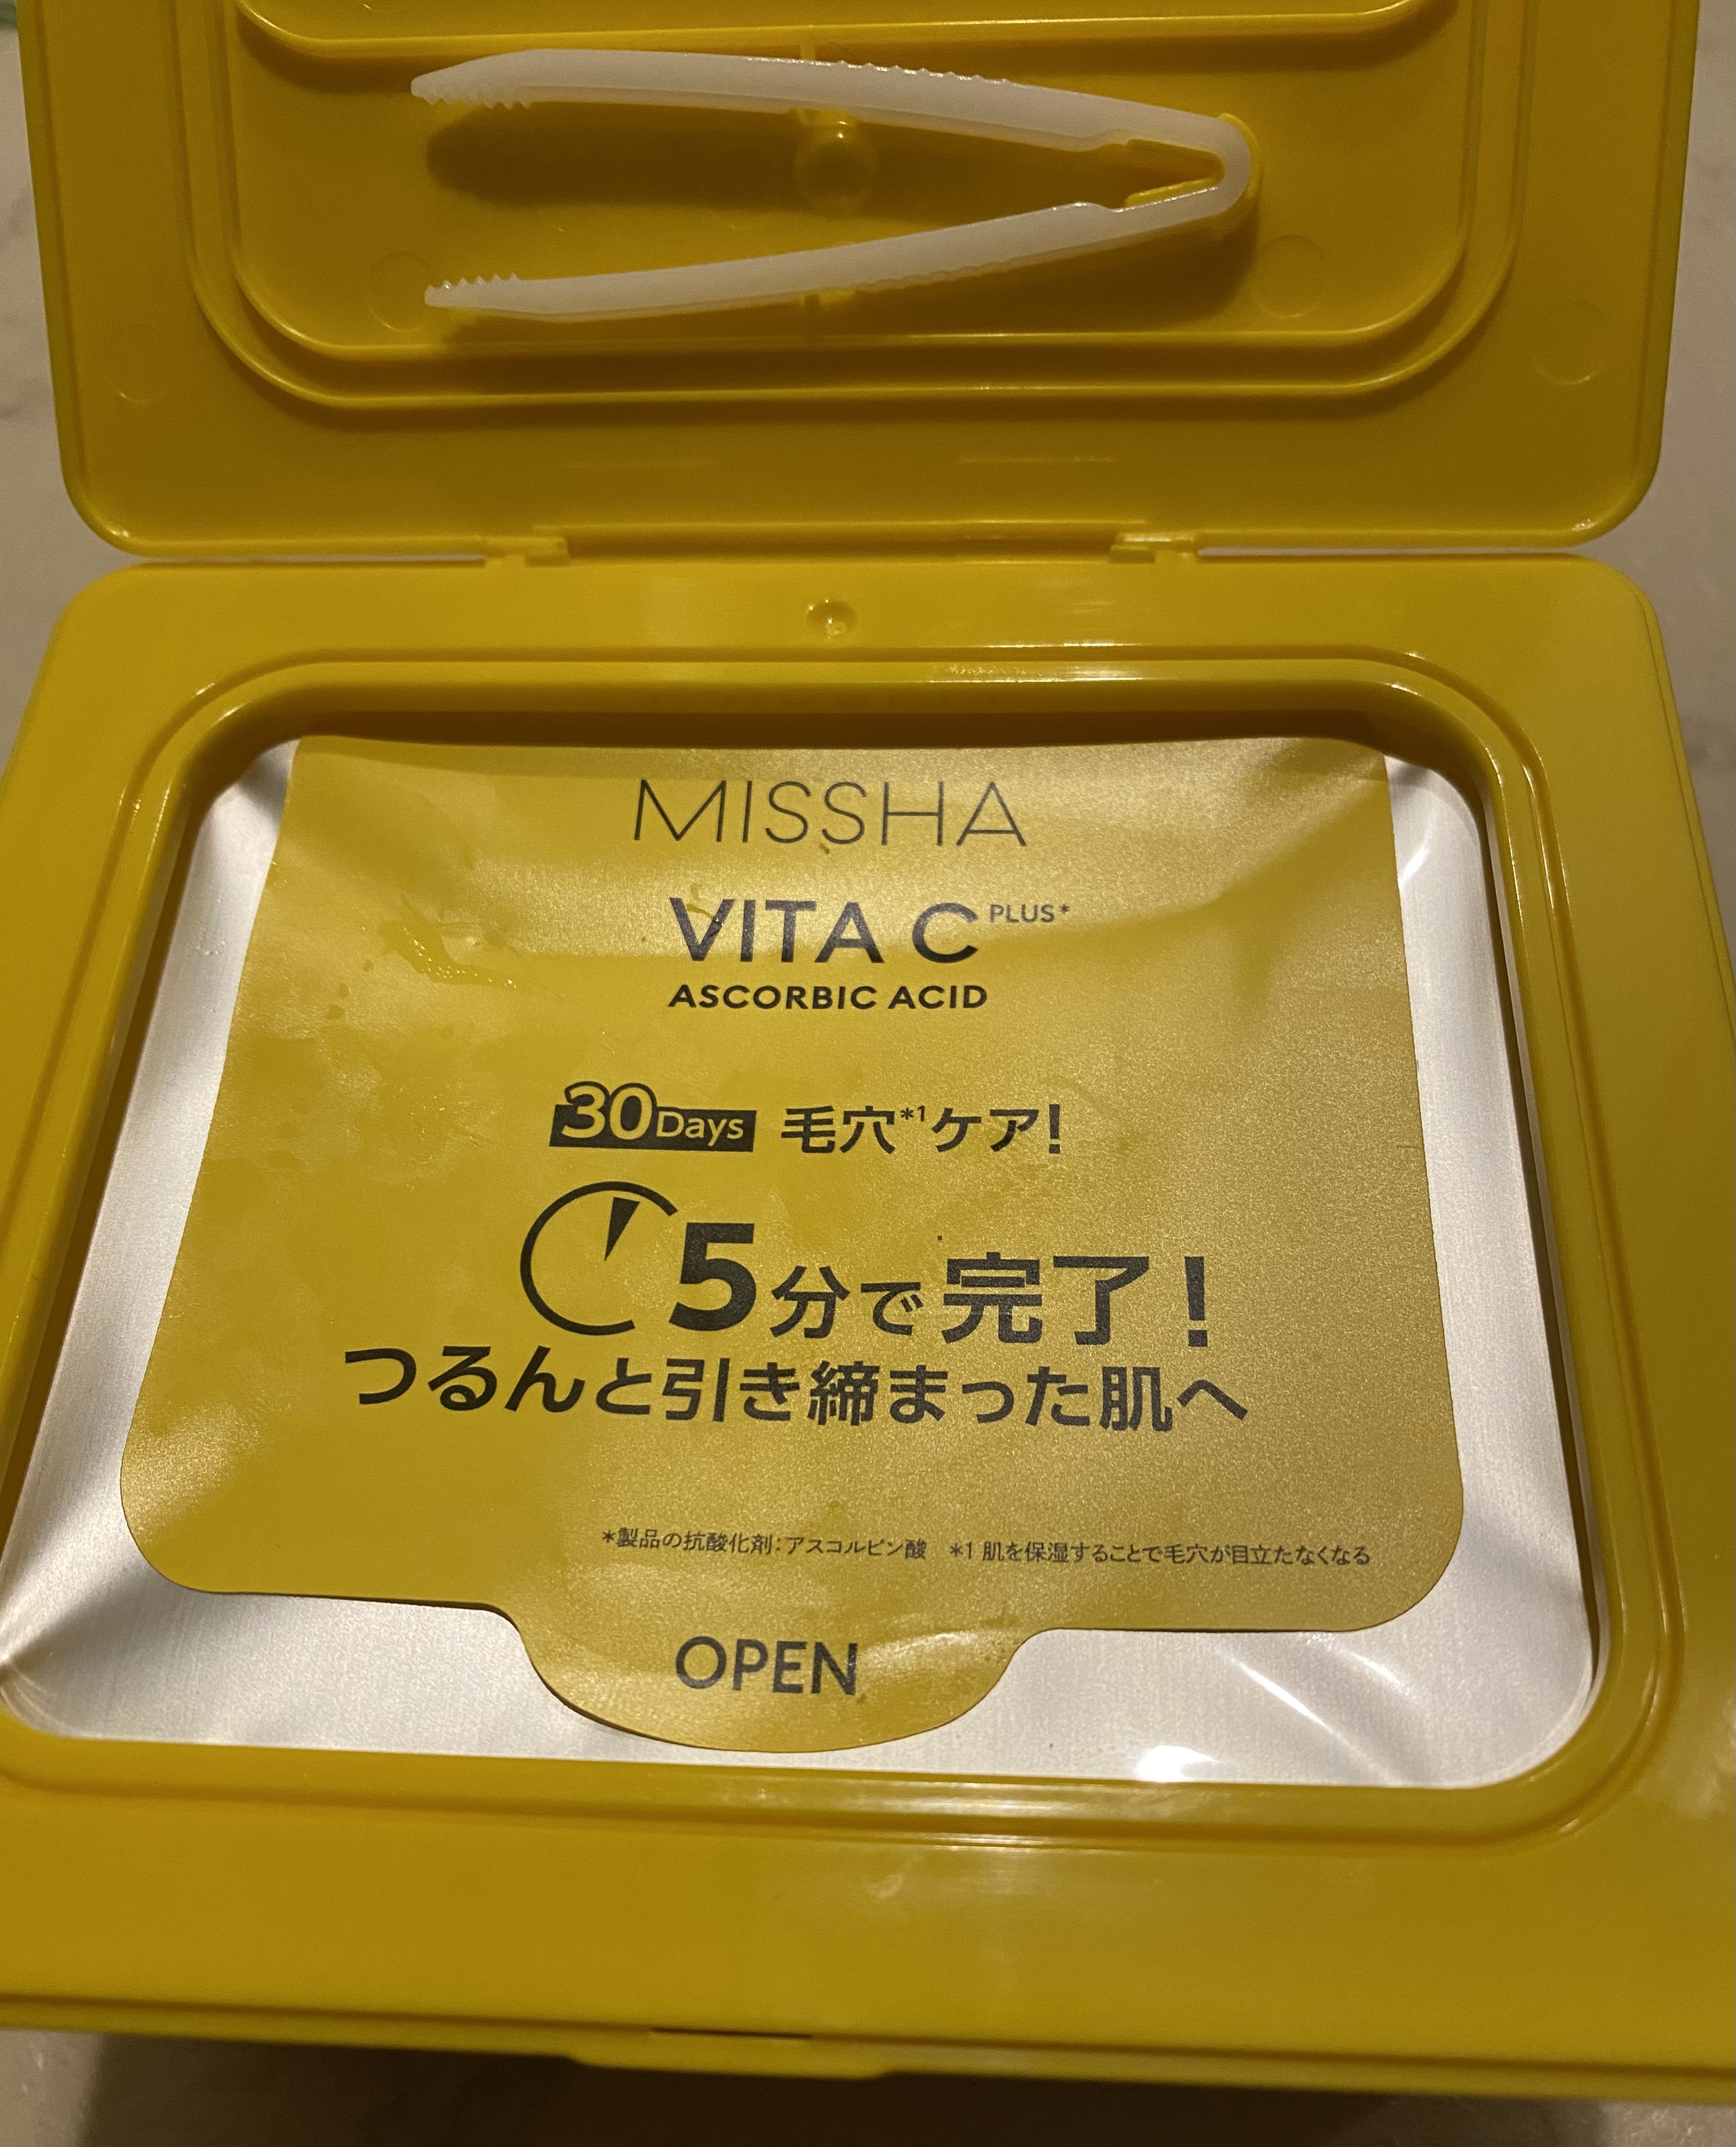 MISSHA
VITA C PLUS*
ASCORBIC ACID
30Days 毛穴*1ケア!
5分で完了!
つるんと引き締まった肌へ
*製品の抗酸化剤:アスコルビン酸 *1 肌を保湿することで毛穴が目立たなくなる
OPEN